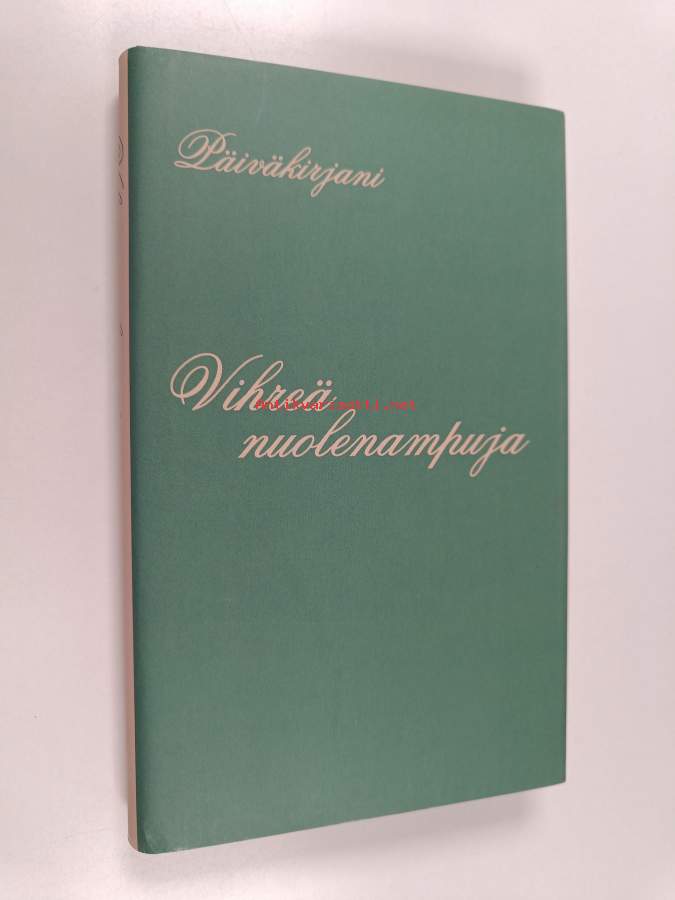 Päiväkirjani
Vihreä
Antikvariaatti.net
nuolenampuja